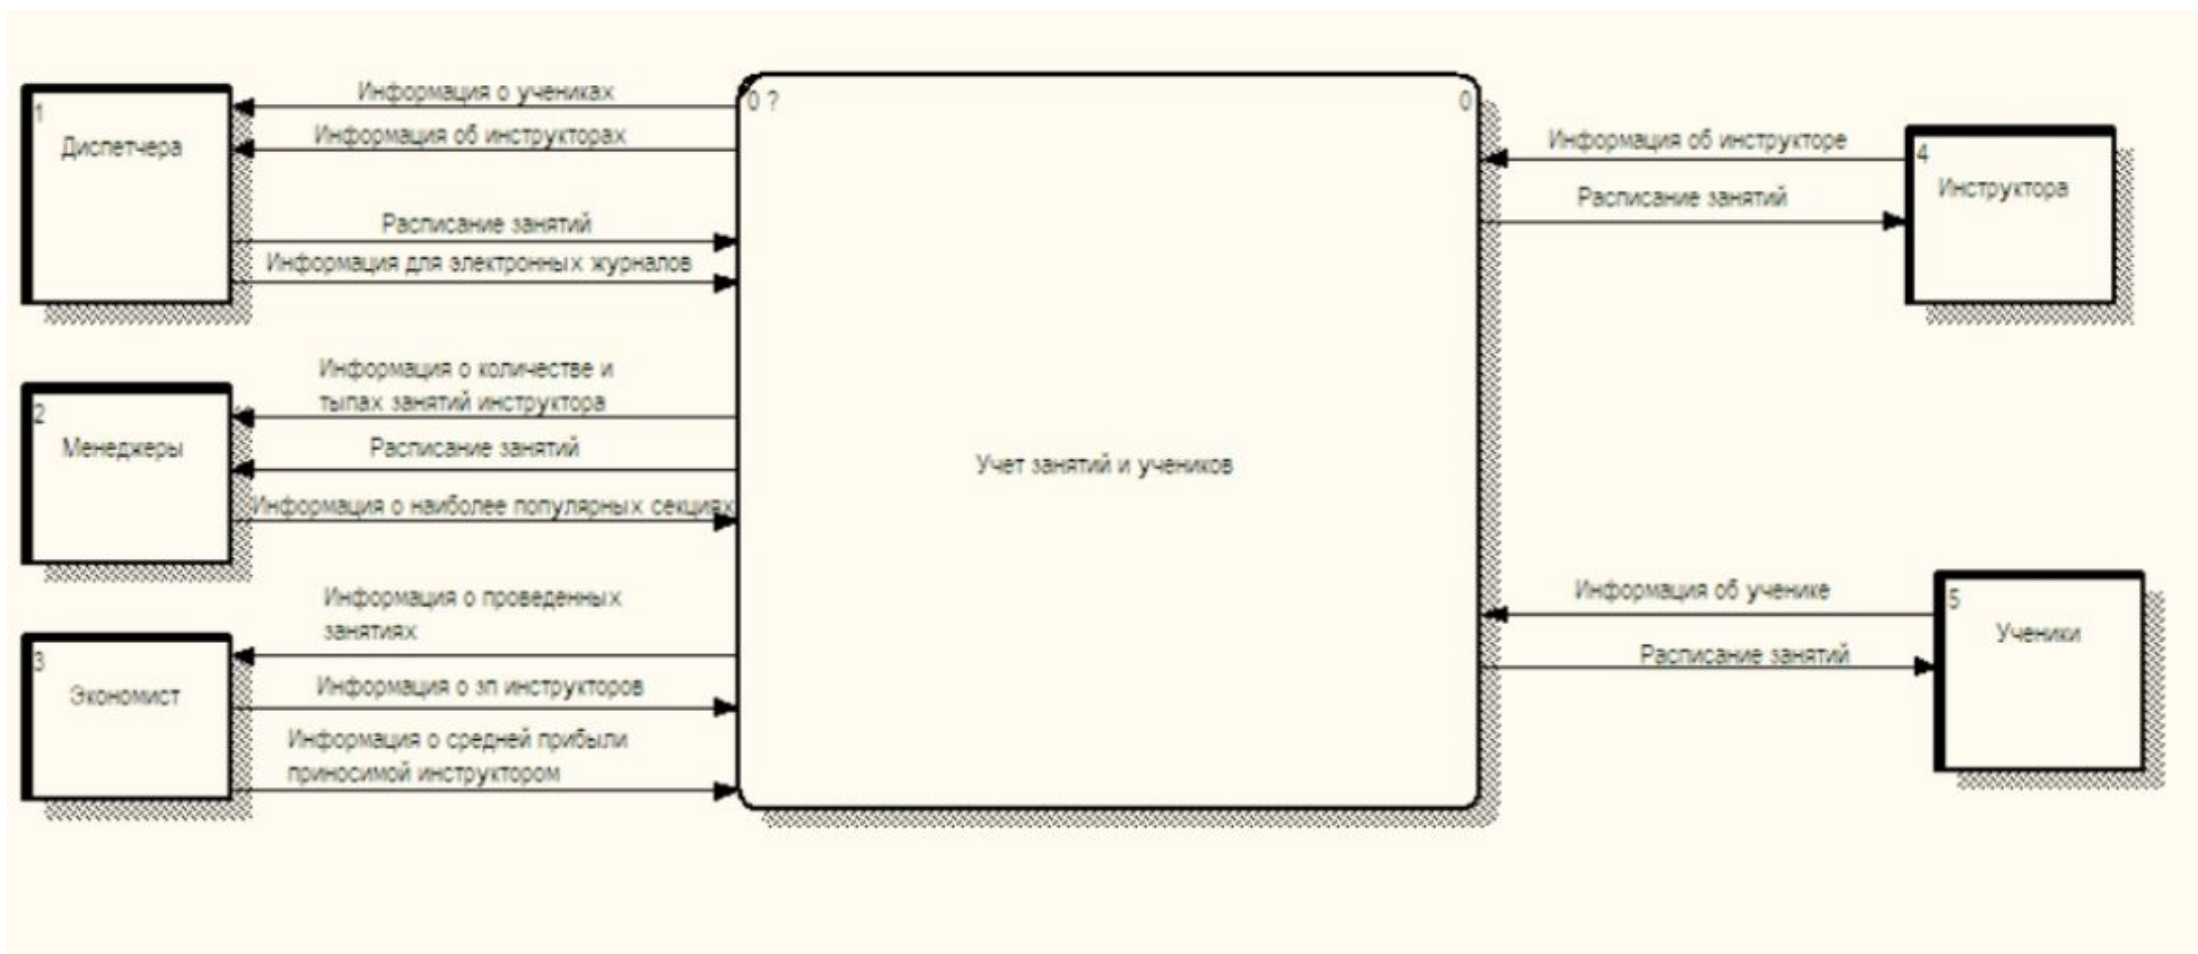 1
Диспетчера
Информация о учениках
Информация об инструкторах
Расписание занятий
Информация для электронных журналов
2
Менеджеры
Информация о количестве и
тыпах занятий инструктора
Расписание занятий
Информация о наиболее популярных секциях
3
Экономист
Информация о проведенных
занятиях
Информация о зп инструкторов
Информация о средней прибыли
приносимой инструктором
0 ?
0
Учет занятий и учеников
Информация об инструкторе
Расписание занятий
4
Инструктора
Информация об ученике
Расписание занятий
5
Ученики